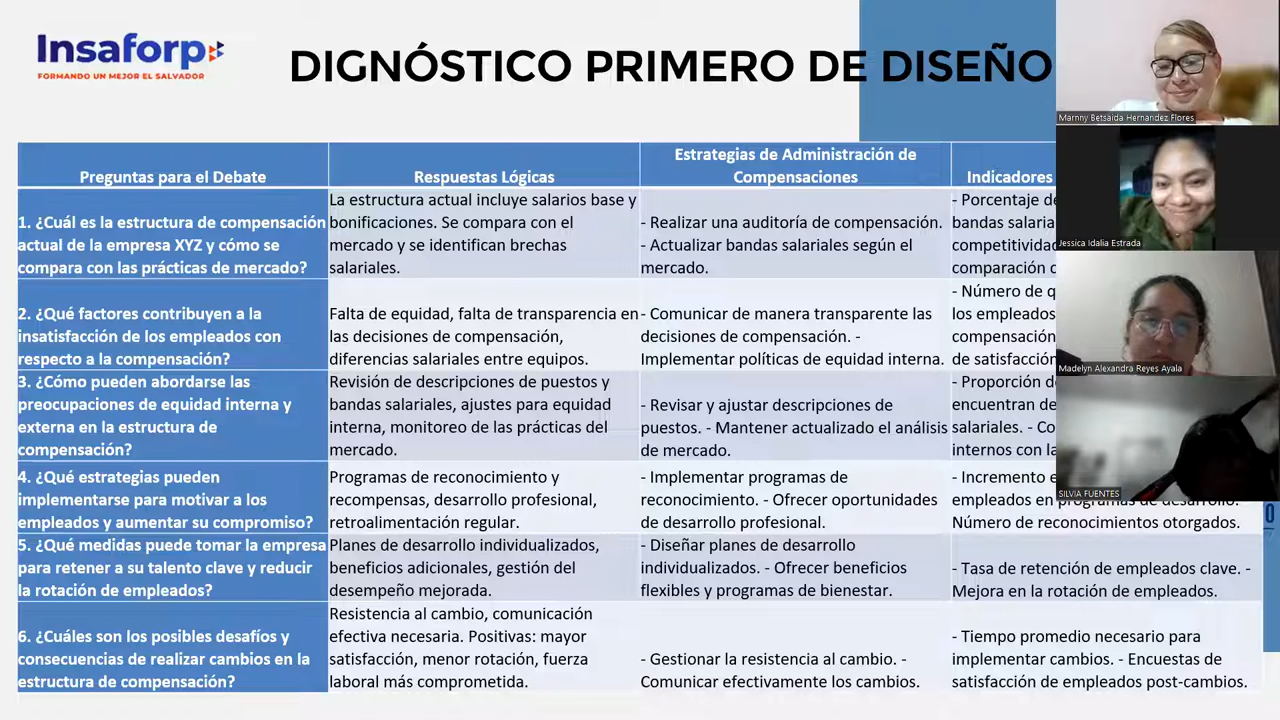 Insaforp
FORMANDO UN MEJOR EL SALVADOR
DIGNÓSTICO PRIMERO DE DISEÑO
Preguntas para el Debate
Respuestas Lógicas
Estrategias de Administración de
Compensaciones
Indicadores
1. ¿Cuál es la estructura de compensación
actual de la empresa XYZ y cómo se
compara con las prácticas de mercado?
La estructura actual incluye salarios base y
bonificaciones. Se compara con el
mercado y se identifican brechas
salariales.
- Realizar una auditoría de compensación.
- Actualizar bandas salariales según el
mercado.
- Porcentaje de
bandas salaria
competitividad
comparación
2. ¿Qué factores contribuyen a la
insatisfacción de los empleados con
respecto a la compensación?
Falta de equidad, falta de transparencia en
las decisiones de compensación,
diferencias salariales entre equipos.
- Comunicar de manera transparente las
decisiones de compensación. -
Implementar políticas de equidad interna.
- Número de
los empleados
compensación
de satisfacción
3. ¿Cómo pueden abordarse las
preocupaciones de equidad interna y
externa en la estructura de
compensación?
Revisión de descripciones de puestos y
bandas salariales, ajustes para equidad
interna, monitoreo de las prácticas del
mercado.
- Revisar y ajustar descripciones de
puestos. - Mantener actualizado el análisis
de mercado.
- Proporción de
encuentran de
salariales. - Co
internos con la
4. ¿Qué estrategias pueden
implementarse para motivar a los
empleados y aumentar su compromiso?
Programas de reconocimiento y
recompensas, desarrollo profesional,
retroalimentación regular.
- Implementar programas de
reconocimiento. - Ofrecer oportunidades
de desarrollo profesional.
- Incremento
empleados en programas de desarrollo.
Número de reconocimientos otorgados.
5. ¿Qué medidas puede tomar la empresa
para retener a su talento clave y reducir
la rotación de empleados?
Planes de desarrollo individualizados,
beneficios adicionales, gestión del
desempeño mejorada.
- Diseñar planes de desarrollo
individualizados. - Ofrecer beneficios
flexibles y programas de bienestar.
- Tasa de retención de empleados clave. -
Mejora en la rotación de empleados.
6. ¿Cuáles son los posibles desafíos y
consecuencias de realizar cambios en la
estructura de compensación?
Resistencia al cambio, comunicación
efectiva necesaria. Positivas: mayor
satisfacción, menor rotación, fuerza
laboral más comprometida.
- Gestionar la resistencia al cambio. -
Comunicar efectivamente los cambios.
- Tiempo promedio necesario para
implementar cambios. - Encuestas de
satisfacción de empleados post-cambios.
Marnny Betsaida Hernandez Flores
Jessica Idalia Estrada
Madelyn Alexandra Reyes Ayala
SILVIA FUENTES